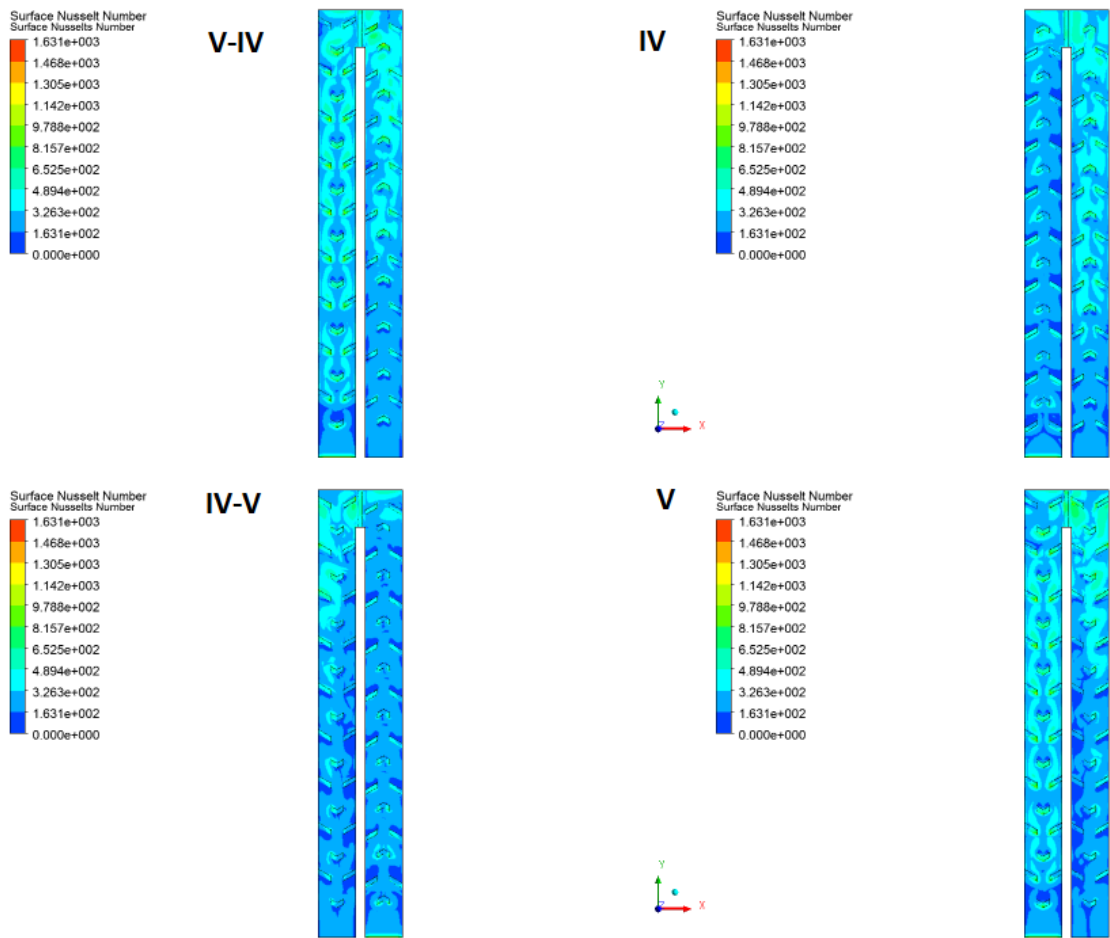 Surface Nusselt Number
Surface Nusselts Number
1.631e+003
1.468e+003
1.305e+003
1.142e+003
9.788e+002
8.157e+002
6.525e+002
4.894e+002
3.263e+002
1.631e+002
0.000e+000
V-IV
Surface Nusselt Number
Surface Nusselts Number
1.631e+003
1.468e+003
1.305e+003
1.142e+003
9.788e+002
8.157e+002
6.525e+002
4.894e+002
3.263e+002
1.631e+002
0.000e+000
IV
Y
Z
X
Surface Nusselt Number
Surface Nusselts Number
1.631e+003
1.468e+003
1.305e+003
1.142e+003
9.788e+002
8.157e+002
6.525e+002
4.894e+002
3.263e+002
1.631e+002
0.000e+000
IV-V
Surface Nusselt Number
Surface Nusselts Number
1.631e+003
1.468e+003
1.305e+003
1.142e+003
9.788e+002
8.157e+002
6.525e+002
4.894e+002
3.263e+002
1.631e+002
0.000e+000
V
Y
Z
X